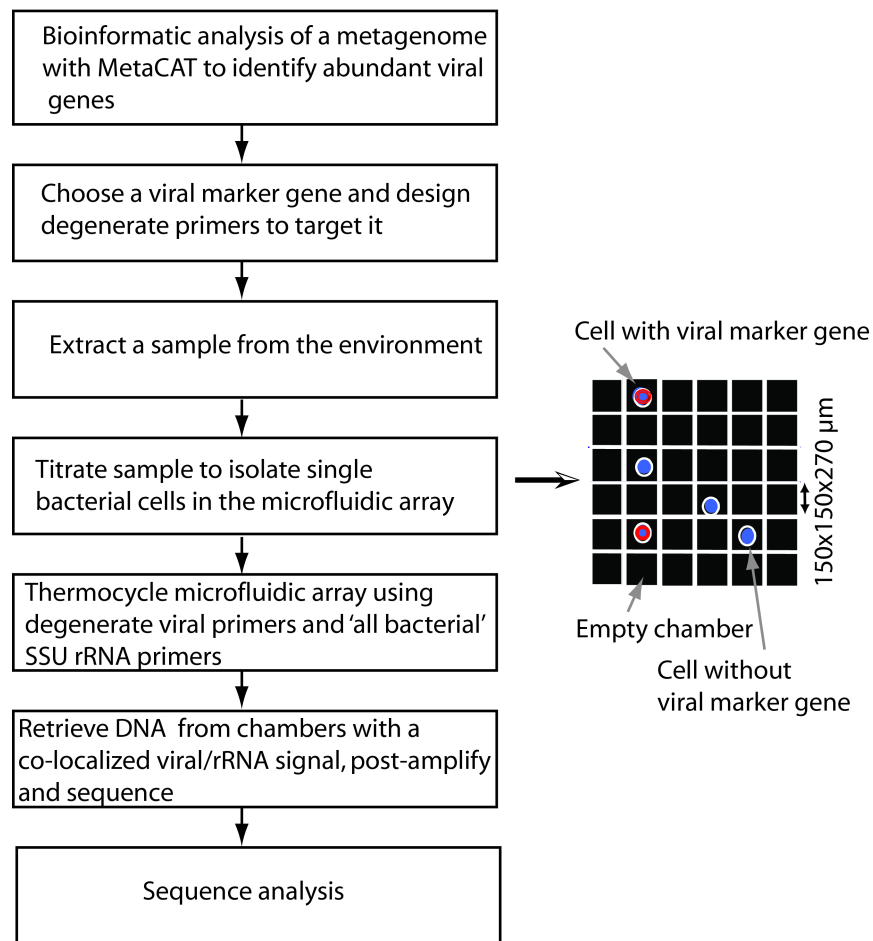 Bioinformatic analysis of a metagenome
with MetaCAT to identify abundant viral
genes
Choose a viral marker gene and design
degenerate primers to target it
Extract a sample from the environment
Titrate sample to isolate single
bacterial cells in the microfluidic array
Thermocycle microfluidic array using
degenerate viral primers and ‘all bacterial’
SSU rRNA primers
Retrieve DNA from chambers with a
co-localized viral/rRNA signal, post-amplify
and sequence
Sequence analysis
Cell with viral marker gene
150x150x270 µm
Empty chamber
Cell without
viral marker gene